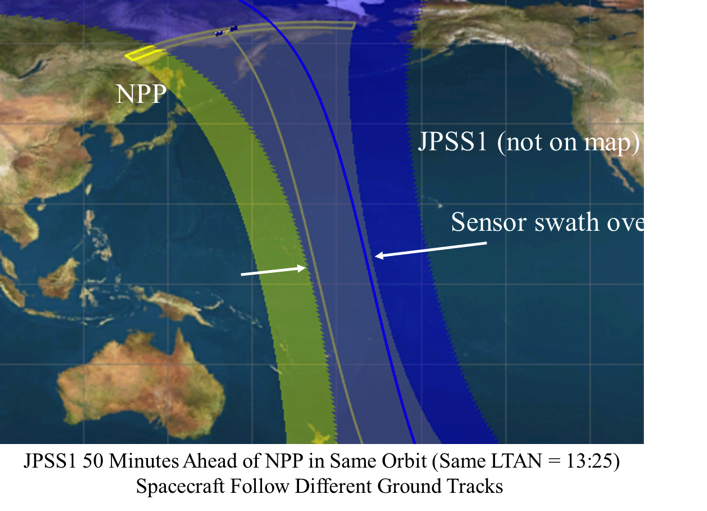 NPP
JPSS1 (not on map)
Sensor swath ove
JPSS1 50 Minutes Ahead of NPP in Same Orbit (Same LTAN = 13:25)
Spacecraft Follow Different Ground Tracks